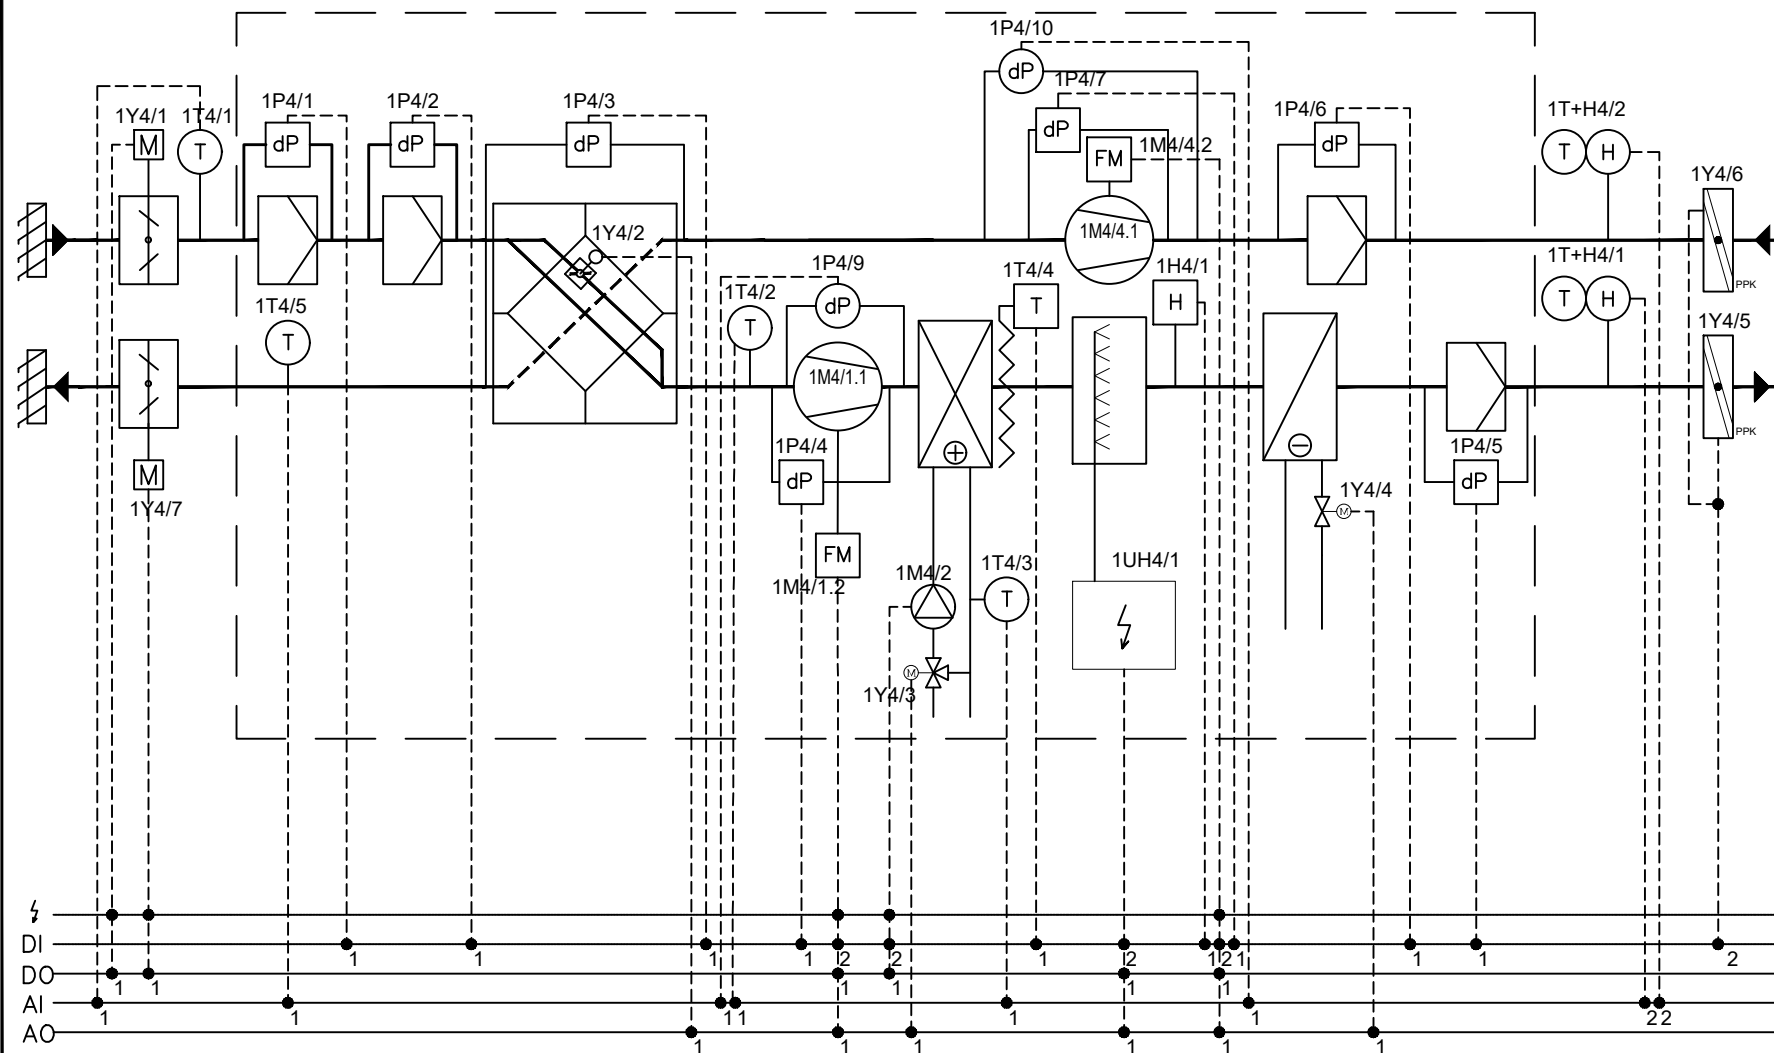 1P4/10
dP
1P4/7
dP
1Y4/1
M
1T4/1
T
1P4/1
dP
1P4/2
dP
1P4/3
dP
FM
1M4/4.2
1P4/6
dP
1T+H4/2
T H
1Y4/6
PPK
1M4/4.1
1Y4/2
1T4/5
T
1T4/2
T
1P4/9
dP
1T4/4
T
1H4/1
H
1T+H4/1
T H
1Y4/5
PPK
1M4/1.1
M
1Y4/7
1P4/4
dP
1P4/5
dP
1Y4/4
M
FM
1M4/1.2
1M4/2
1T4/3
T
1UH4/1
M
1Y4/3
DI 1 1 1 1 2 2 1 2 1 2 1 1 1 2
DO 1 1 1 1 1 1
AI 1 1 1 1 1 1 2 2
AO 1 1 1 1 1 1